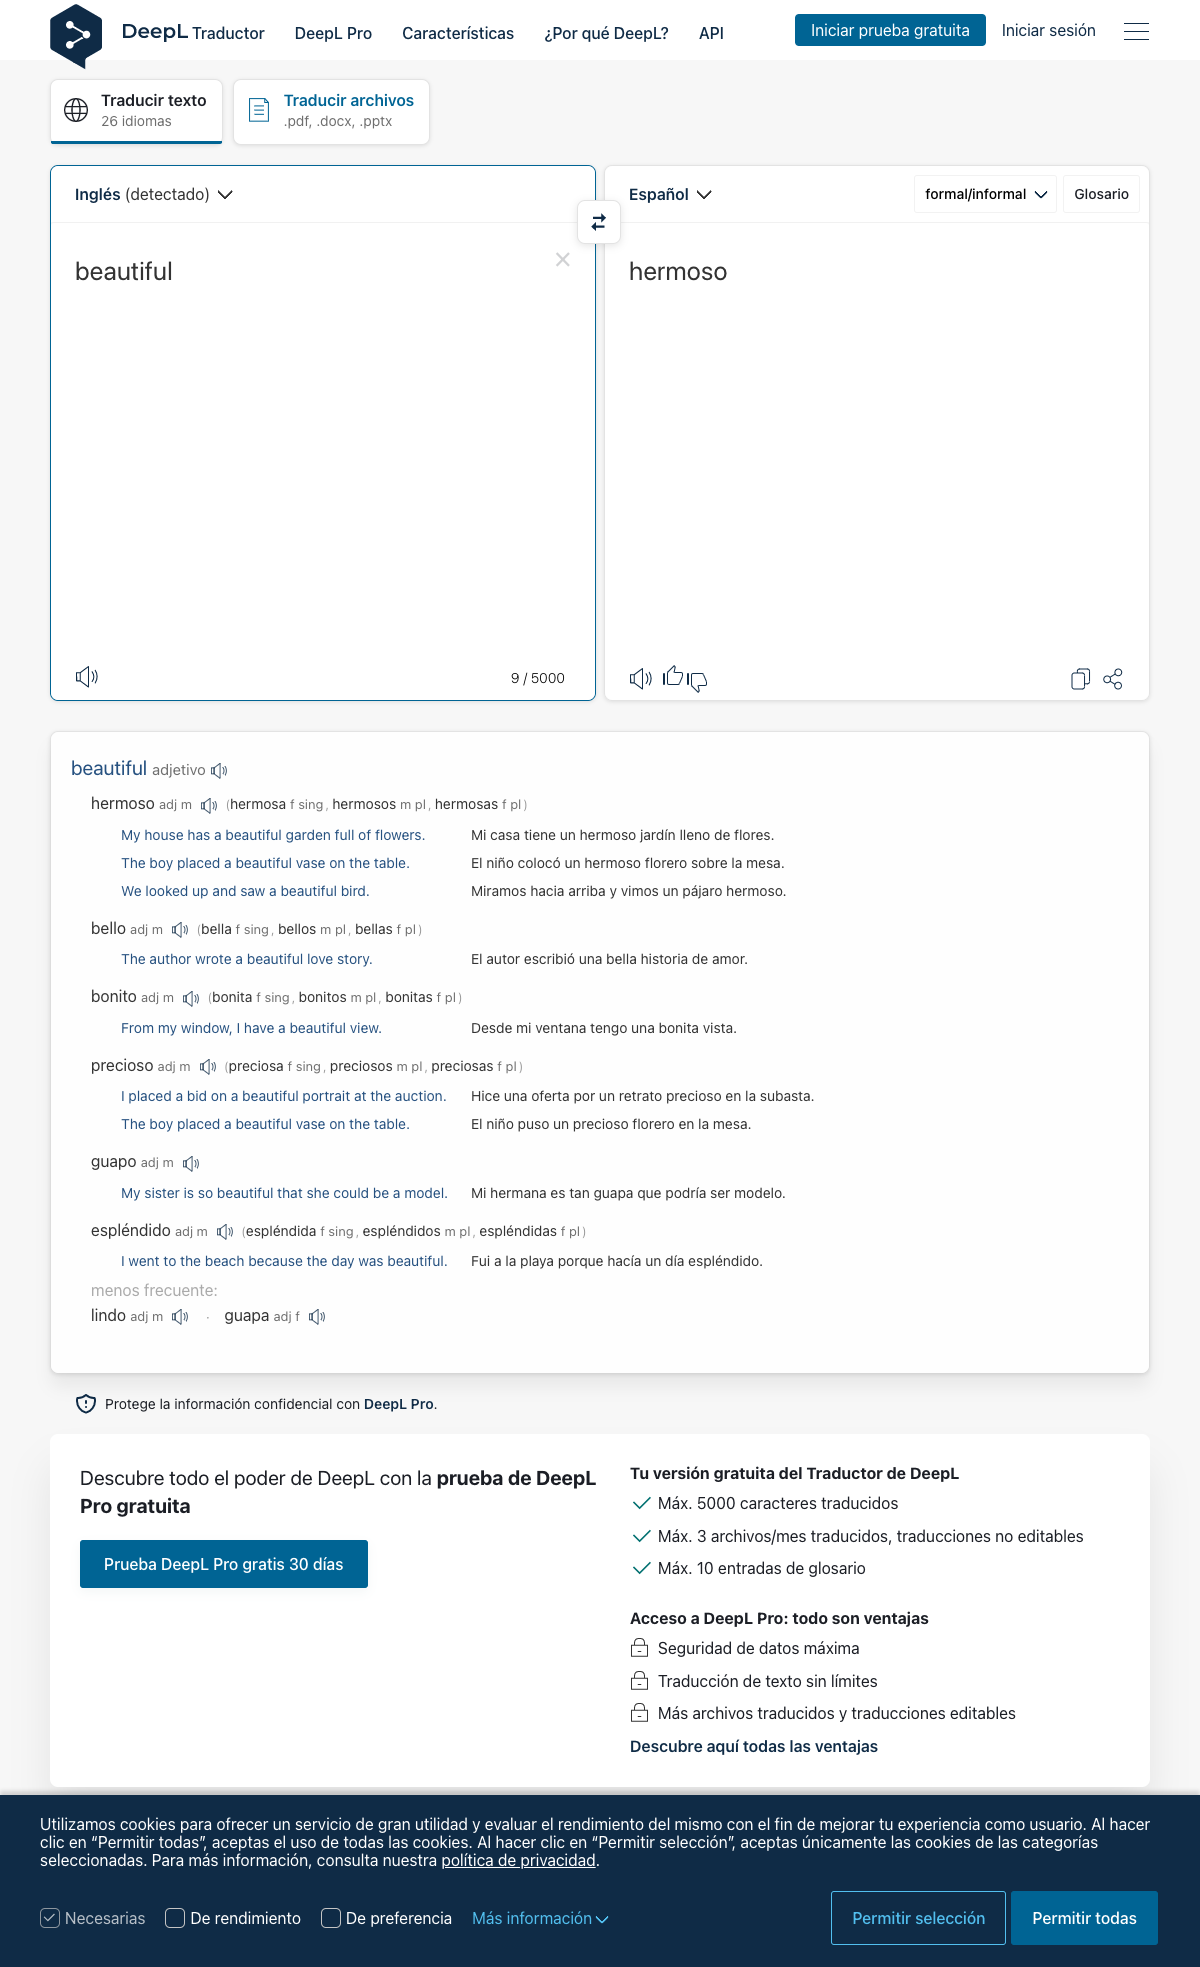 DeepL Traductor DeepL Pro Características ¿Por qué DeepL? API Iniciar prueba gratuita Iniciar sesión
Traducir texto
26 idiomas
Traducir archivos
.pdf, .docx, .pptx
Inglés (detectado)
Español formal/informal Glosario
beautiful
hermoso
9 / 5000
beautiful adjetivo
hermoso adj m (hermosa f sing, hermosos m pl, hermosas f pl)
My house has a beautiful garden full of flowers. Mi casa tiene un hermoso jardín lleno de flores.
The boy placed a beautiful vase on the table. El niño colocó un hermoso florero sobre la mesa.
We looked up and saw a beautiful bird. Miramos hacia arriba y vimos un pájaro hermoso.
bello adj m (bella f sing, bellos m pl, bellas f pl)
The author wrote a beautiful love story. El autor escribió una bella historia de amor.
bonito adj m (bonita f sing, bonitos m pl, bonitas f pl)
From my window, I have a beautiful view. Desde mi ventana tengo una bonita vista.
precioso adj m (preciosa f sing, preciosos m pl, preciosas f pl)
I placed a bid on a beautiful portrait at the auction. Hice una oferta por un retrato precioso en la subasta.
The boy placed a beautiful vase on the table. El niño puso un precioso florero en la mesa.
guapo adj m
My sister is so beautiful that she could be a model. Mi hermana es tan guapa que podría ser modelo.
espléndido adj m (espléndida f sing, espléndidos m pl, espléndidas f pl)
I went to the beach because the day was beautiful. Fui a la playa porque hacía un día espléndido.
menos frecuente:
lindo adj m · guapa adj f
Protege la información confidencial con DeepL Pro.
Descubre todo el poder de DeepL con la prueba de DeepL
Pro gratuita
Prueba DeepL Pro gratis 30 días
Tu versión gratuita del Traductor de DeepL
Máx. 5000 caracteres traducidos
Máx. 3 archivos/mes traducidos, traducciones no editables
Máx. 10 entradas de glosario
Acceso a DeepL Pro: todo son ventajas
Seguridad de datos máxima
Traducción de texto sin límites
Más archivos traducidos y traducciones editables
Descubre aquí todas las ventajas
Utilizamos cookies para ofrecer un servicio de gran utilidad y evaluar el rendimiento del mismo con el fin de mejorar tu experiencia como usuario. Al hacer
clic en “Permitir todas”, aceptas el uso de todas las cookies. Al hacer clic en “Permitir selección”, aceptas únicamente las cookies de las categorías
seleccionadas. Para más información, consulta nuestra política de privacidad.
Necesarias De rendimiento De preferencia Más información Permitir selección Permitir todas